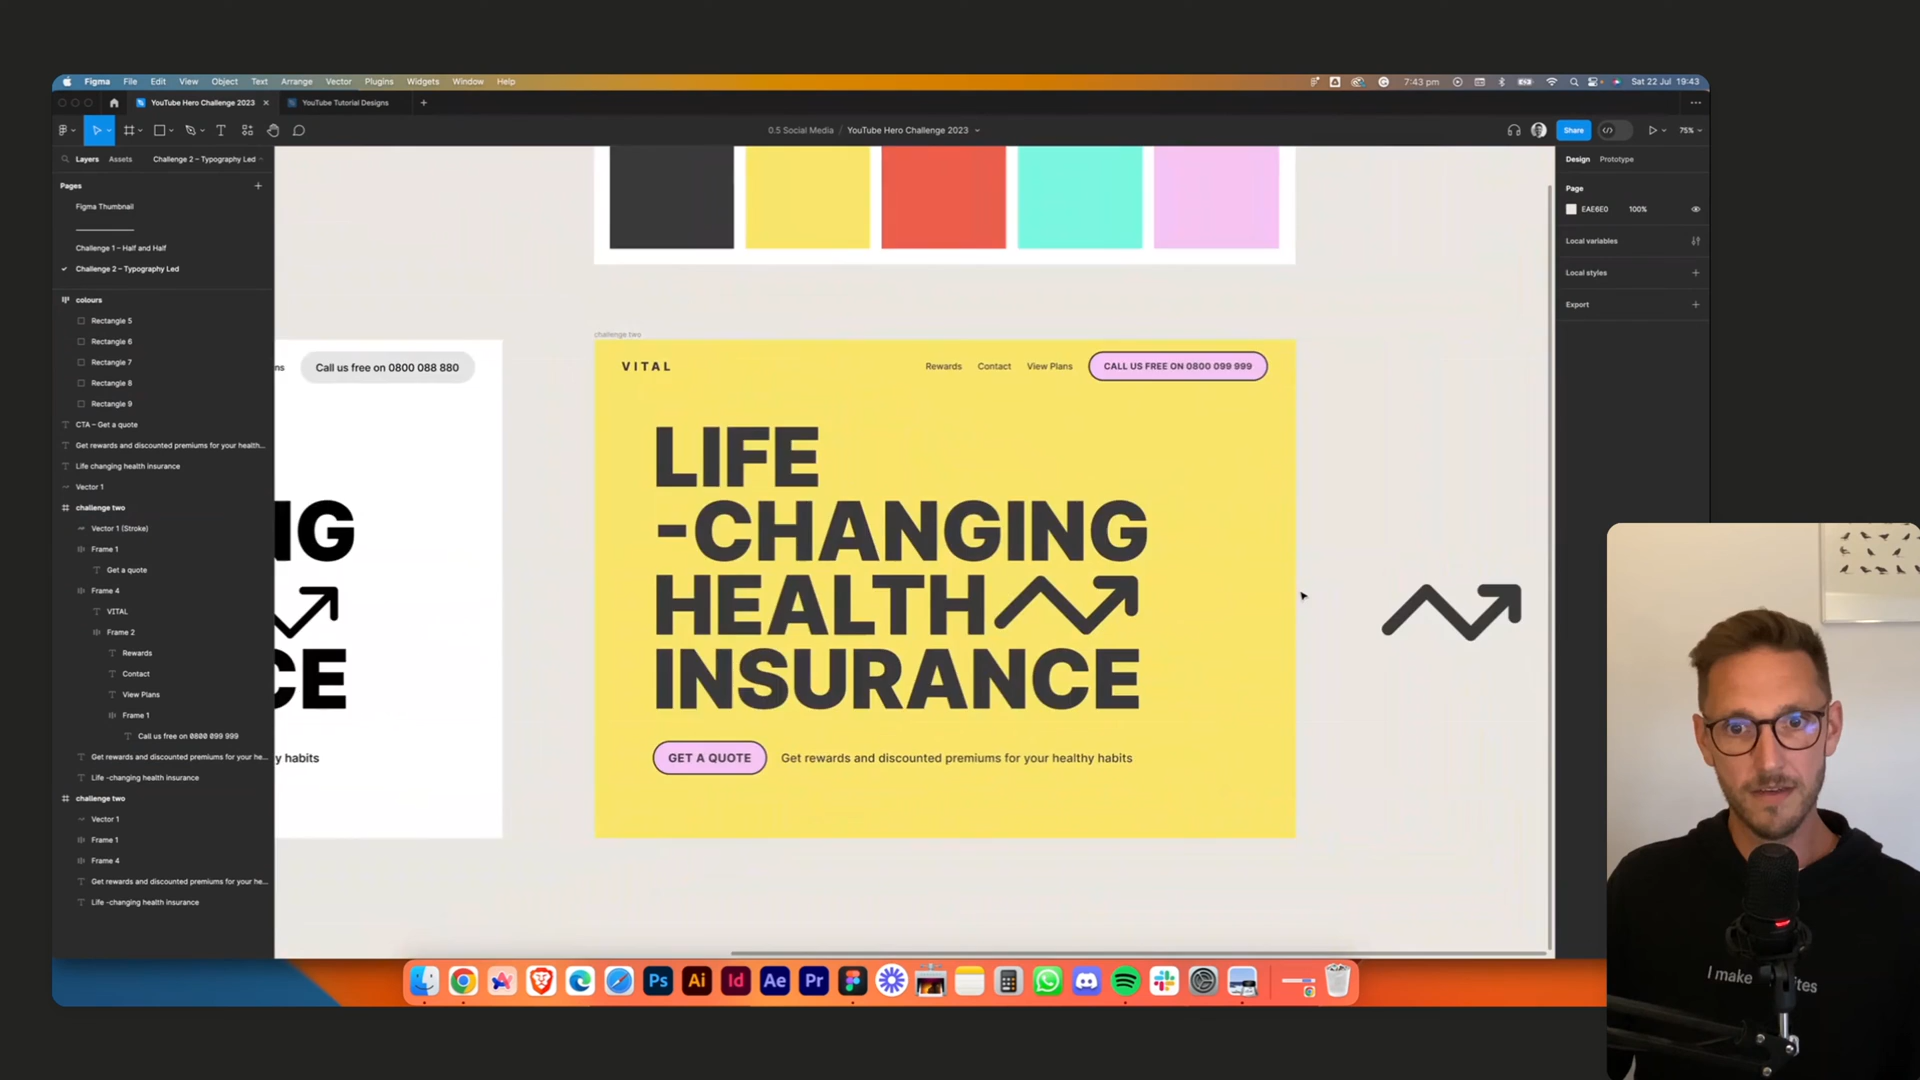 Figma File Edit View Object Text Arrange Vector Plugins Widgets Window Help
7:43 pm
Sat 22 Jul 19:43
YouTube Hero Challenge 2023
YouTube Tutorial Designs
0.5 Social Media / YouTube Hero Challenge 2023
Share
75%
Layers Assets Challenge 2 – Typography Led
Pages
Figma Thumbnail
Challenge 1 – Half and Half
Challenge 2 – Typography Led
colours
Rectangle 5
Rectangle 6
Rectangle 7
Rectangle 8
Rectangle 9
CTA – Get a quote
Get rewards and discounted premiums for your health...
Life changing health insurance
Vector 1
challenge two
Vector 1 (Stroke)
Frame 1
Get a quote
Frame 4
VITAL
Frame 2
Rewards
Contact
View Plans
Frame 1
Call us free on 0800 099 999
Get rewards and discounted premiums for your he...
Life -changing health insurance
challenge two
Vector 1
Frame 1
Frame 4
Get rewards and discounted premiums for your he...
Life -changing health insurance
ns
Call us free on 0800 088 880
NG
CE
y habits
challenge two
VITAL
Rewards Contact View Plans CALL US FREE ON 0800 099 999
LIFE
-CHANGING
HEALTH
INSURANCE
GET A QUOTE
Get rewards and discounted premiums for your healthy habits
Design Prototype
Page
EAE6E0 100%
Local variables
Local styles
Export
Ps Ai Id Ae Pr
I make ites